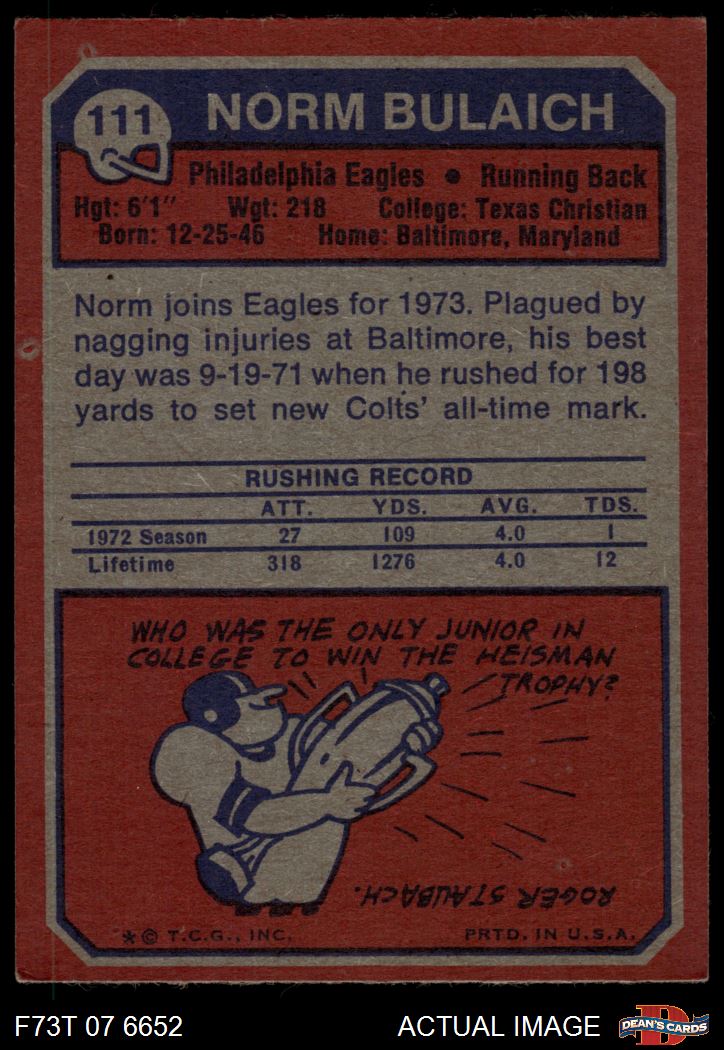 111
NORM BULAICH
Philadelphia Eagles • Running Back
Hgt: 6'1" Wgt: 218 College: Texas Christian
Born: 12-25-46 Home: Baltimore, Maryland
Norm joins Eagles for 1973. Plagued by
nagging injuries at Baltimore, his best
day was 9-19-71 when he rushed for 198
yards to set new Colts' all-time mark.
RUSHING RECORD
ATT. YDS. AVG. TDS.
1972 Season 27 109 4.0 1
Lifetime 318 1276 4.0 12
WHO WAS THE ONLY JUNIOR IN
COLLEGE TO WIN THE HEISMAN
TROPHY?
ROGER STAUBACH.
*© T.C.G., INC. PRTD. IN U.S.A.
F73T 07 6652 ACTUAL IMAGE
D
DEAN'S CARDS